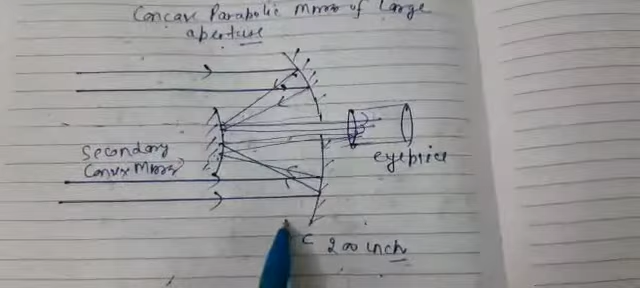 Concave Parabolic Mirror of large
aperture
Secondary
Convex Mirror
eyepiece
C
200 inch